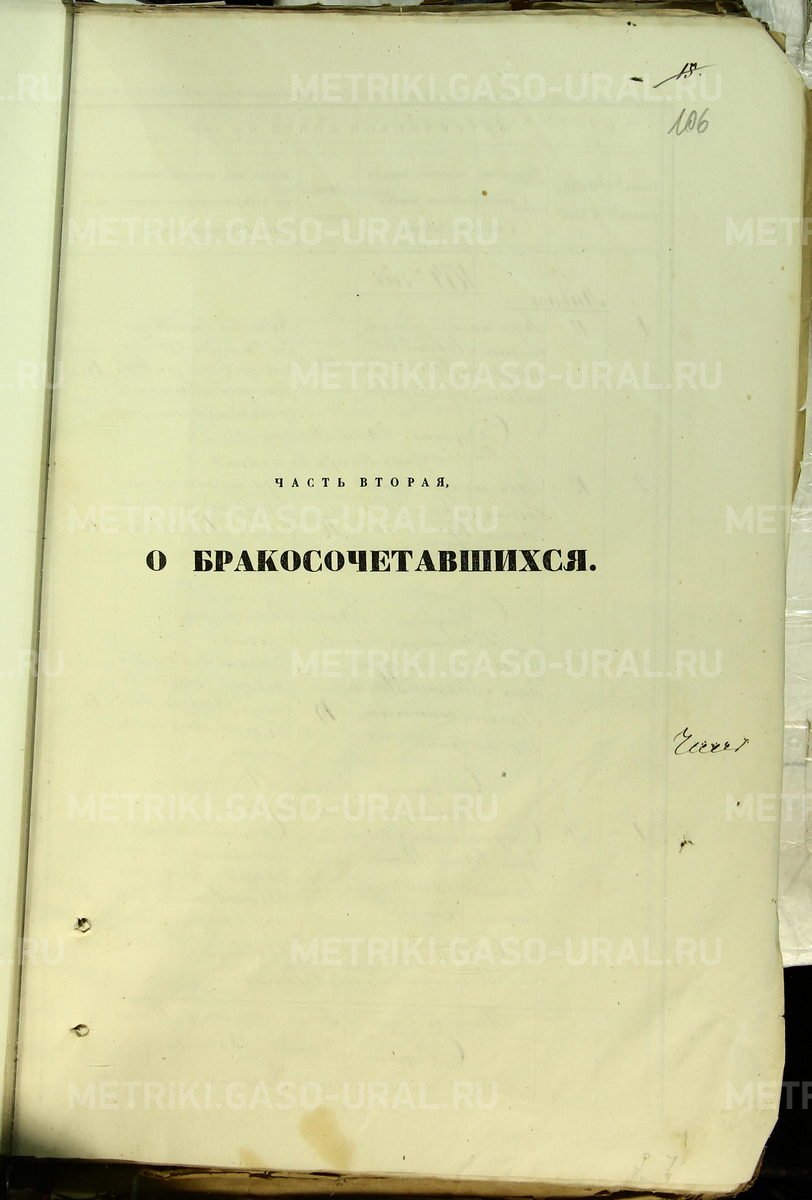 15.
106
ЧАСТЬ ВТОРАЯ,
О БРАКОСОЧЕТАВШИХСЯ.
METRIKI.GASO-URAL.RU